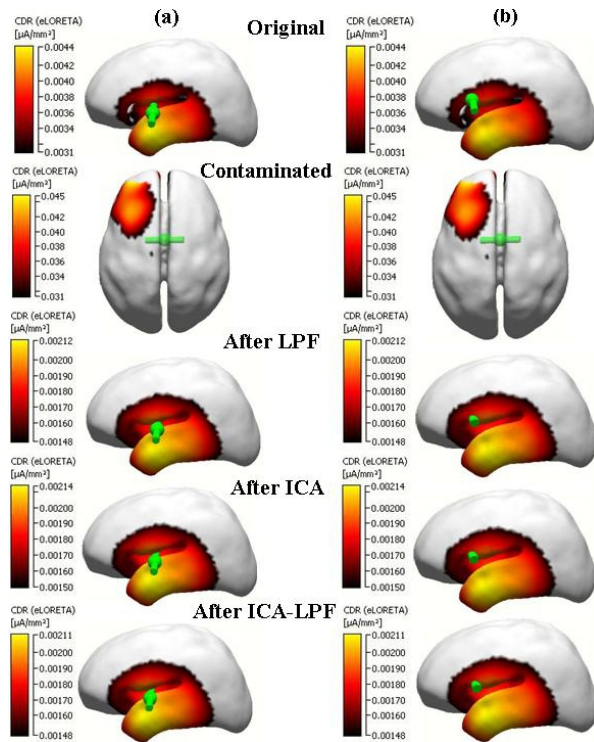 (a) (b)
Original
CDR (eLORETA) CDR (eLORETA)
[µA/mm²] [µA/mm²]
0.0044 0.0044
0.0040 0.0040
0.0038 0.0038
0.0036 0.0036
0.0034 0.0034
0.0031 0.0031
Contaminated
CDR (eLORETA) CDR (eLORETA)
[µA/mm²] [µA/mm²]
0.045 0.045
0.042 0.042
0.040 0.040
0.038 0.038
0.036 0.036
0.034 0.034
0.031 0.031
After LPF
CDR (eLORETA) CDR (eLORETA)
[µA/mm²] [µA/mm²]
0.00212 0.00212
0.00200 0.00200
0.00190 0.00190
0.00180 0.00180
0.00170 0.00170
0.00160 0.00160
0.00148 0.00148
After ICA
CDR (eLORETA) CDR (eLORETA)
[µA/mm²] [µA/mm²]
0.00214 0.00214
0.00200 0.00200
0.00190 0.00190
0.00180 0.00180
0.00170 0.00170
0.00160 0.00160
0.00150 0.00150
After ICA-LPF
CDR (eLORETA) CDR (eLORETA)
[µA/mm²] [µA/mm²]
0.00211 0.00211
0.00200 0.00200
0.00190 0.00190
0.00180 0.00180
0.00170 0.00170
0.00160 0.00160
0.00148 0.00148